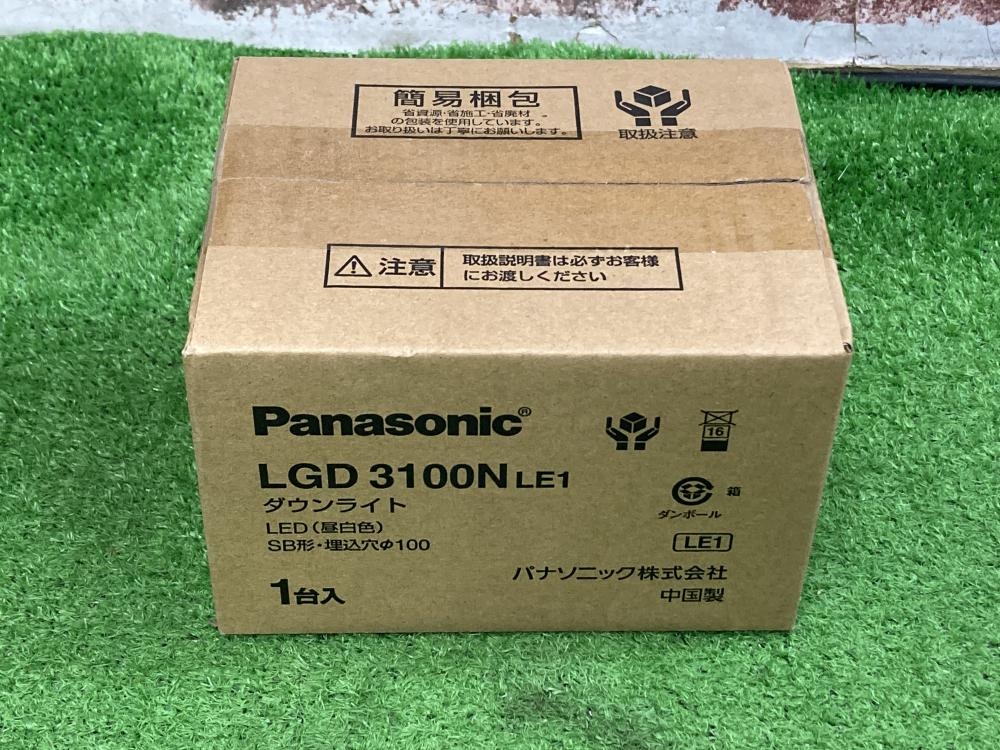 簡易梱包
省資源・省施工・省廃材
の包装を使用しています。
お取り扱いは丁寧にお願いします。
取扱注意
注意
取扱説明書は必ずお客様
にお渡しください
Panasonic®
16
LGD 3100N LE1
ダウンライト
LED(昼白色)
SB形・埋込穴φ100
箱
ダンボール
LE1
パナソニック株式会社
1台入
中国製